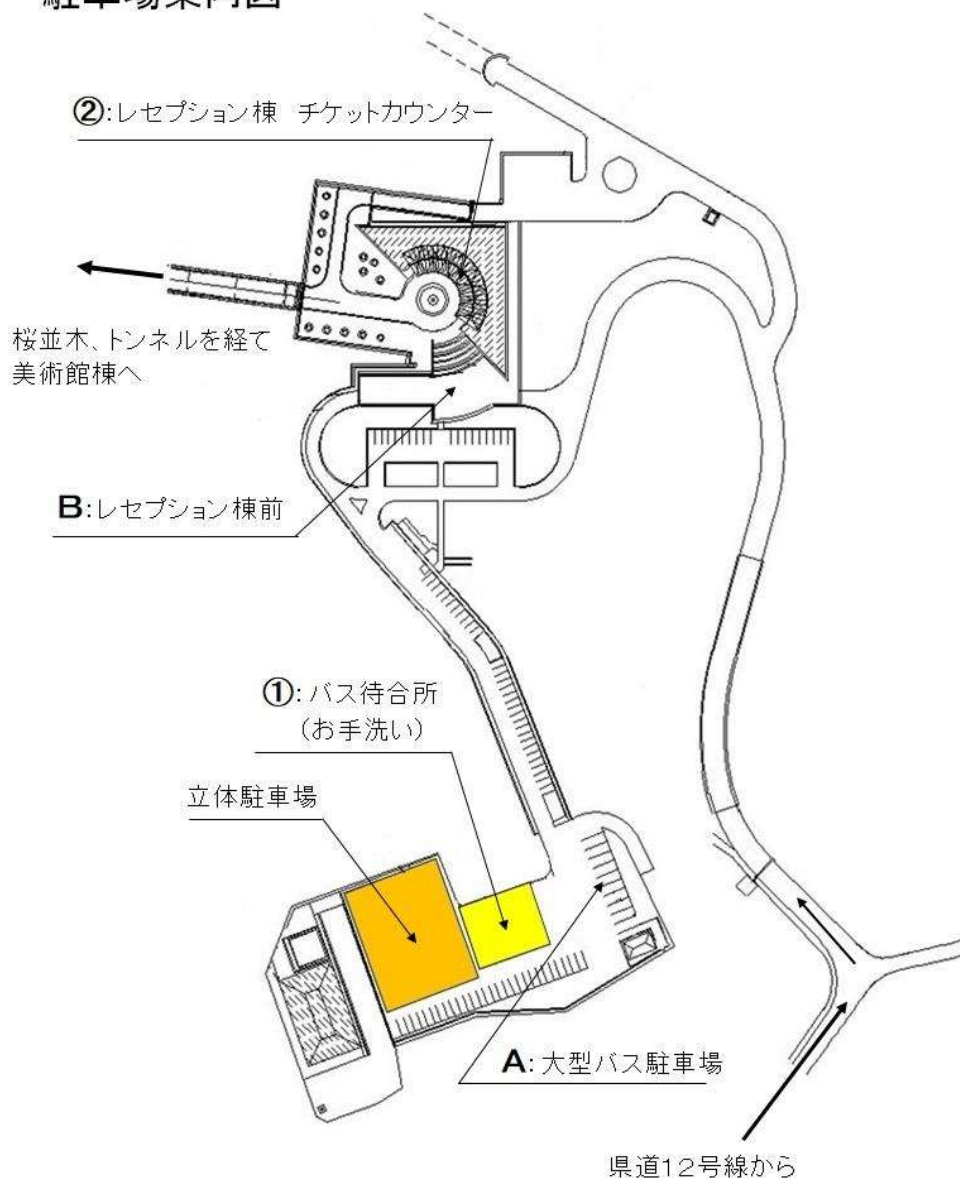 駐車場案内図
②:レセプション棟 チケットカウンター
桜並木、トンネルを経て
美術館棟へ
B:レセプション棟前
①:バス待合所
(お手洗い)
立体駐車場
A:大型バス駐車場
県道12号線から